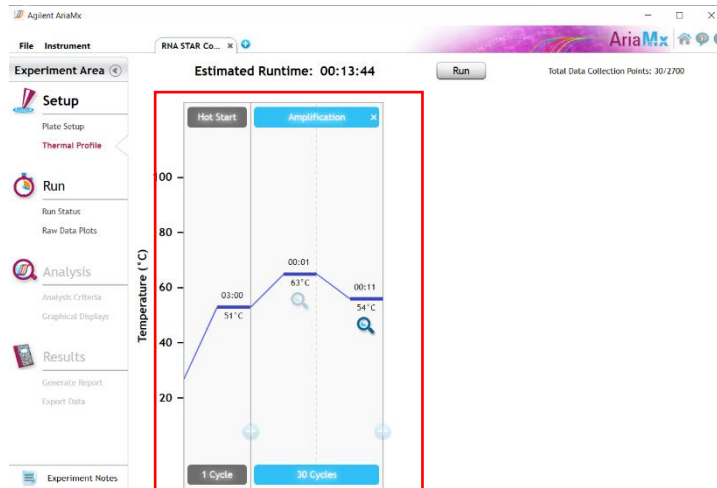 Agilent AriaMx
File Instrument
RNA STAR Co... ×
AriaMx
Experiment Area
Estimated Runtime: 00:13:44
Run
Total Data Collection Points: 30/2700
Setup
Plate Setup
Thermal Profile
Run
Run Status
Raw Data Plots
Analysis
Analysis Criteria
Graphical Displays
Results
Generate Report
Export Data
Experiment Notes
Hot Start
Amplification ×
Temperature (°C)
100
80
60
40
20
03:00
51°C
00:01
63°C
00:11
54°C
1 Cycle
30 Cycles